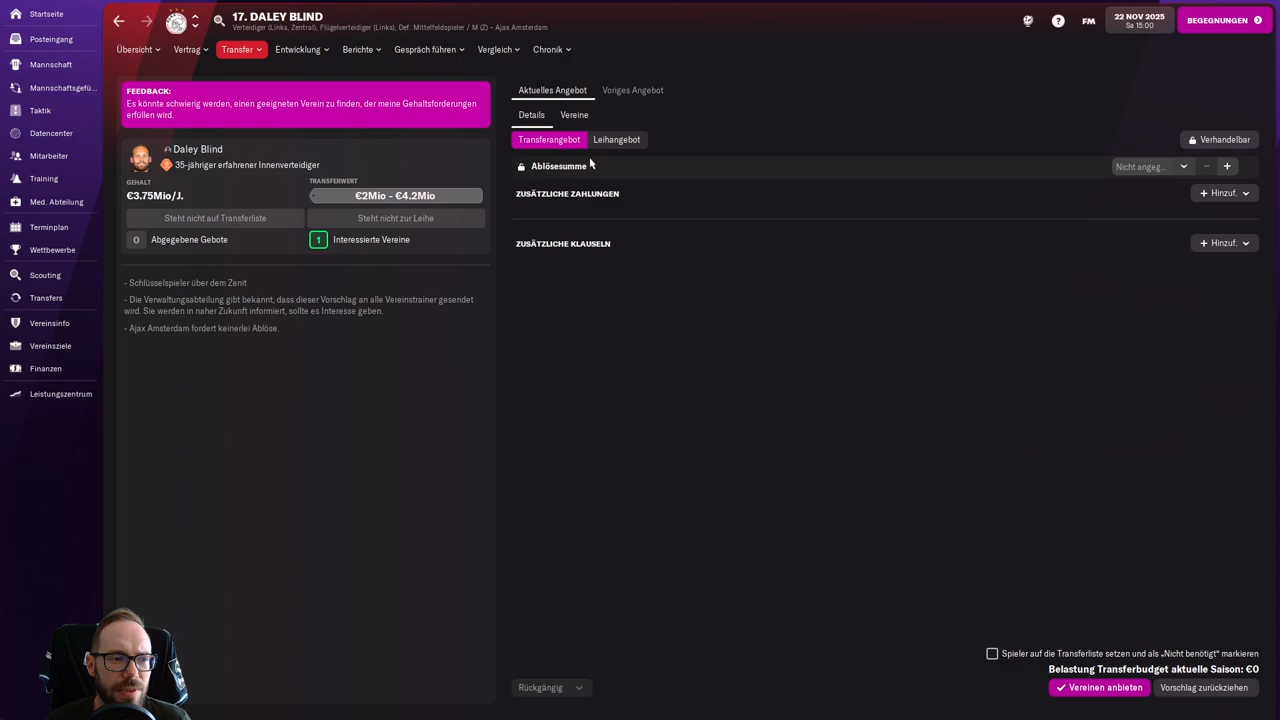 Startseite
Posteingang
Mannschaft
Mannschaftsgefü...
Taktik
Datencenter
Mitarbeiter
Training
Med. Abteilung
Terminplan
Wettbewerbe
Scouting
Transfers
Vereinsinfo
Vereinsziele
Finanzen
Leistungszentrum
17. DALEY BLIND
Verteidiger (Links, Zentral), Flügelverteidiger (Links), Def. Mittelfeldspieler / M (Z) – Ajax Amsterdam
?
FM
22 NOV 2025
Sa 15:00
BEGEGNUNGEN
Übersicht
Vertrag
Transfer
Entwicklung
Berichte
Gespräch führen
Vergleich
Chronik
FEEDBACK:
Es könnte schwierig werden, einen geeigneten Verein zu finden, der meine Gehaltsforderungen
erfüllen wird.
Daley Blind
35-jähriger erfahrener Innenverteidiger
GEHALT
€3.75Mio/J.
TRANSFERWERT
€2Mio - €4.2Mio
Steht nicht auf Transferliste
Steht nicht zur Leihe
0 Abgegebene Gebote
1 Interessierte Vereine
- Schlüsselspieler über dem Zenit
- Die Verwaltungsabteilung gibt bekannt, dass dieser Vorschlag an alle Vereinstrainer gesendet
wird. Sie werden in naher Zukunft informiert, sollte es Interesse geben.
- Ajax Amsterdam fordert keinerlei Ablöse.
Aktuelles Angebot
Voriges Angebot
Details
Vereine
Transferangebot
Leihangebot
Verhandelbar
Ablösesumme
Nicht angeg...
ZUSÄTZLICHE ZAHLUNGEN
+ Hinzuf.
ZUSÄTZLICHE KLAUSELN
+ Hinzuf.
Spieler auf die Transferliste setzen und als „Nicht benötigt" markieren
Belastung Transferbudget aktuelle Saison: €0
Rückgängig
Vereinen anbieten
Vorschlag zurückziehen